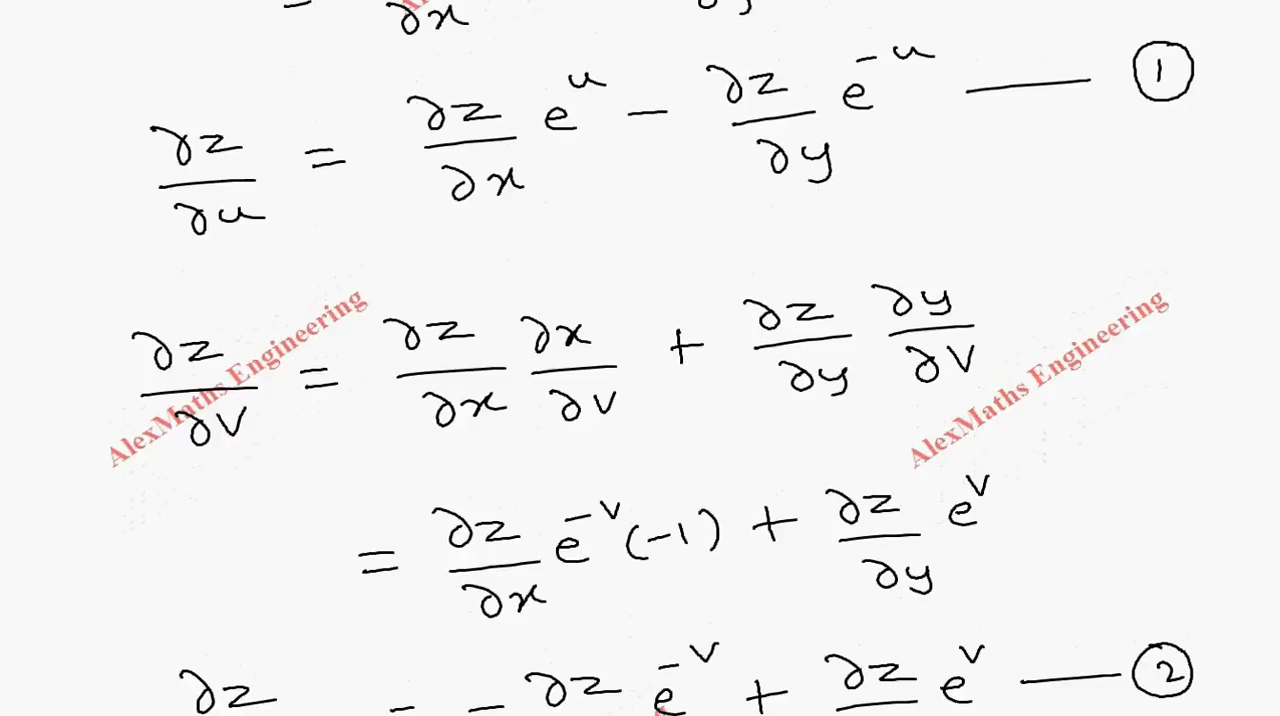 = ∂x
∂z/∂u = ∂z/∂x e^u − ∂z/∂y e^−u —— ①
∂z/∂v = ∂z/∂x ∂x/∂v + ∂z/∂y ∂y/∂v
= ∂z/∂x e^−v (−1) + ∂z/∂y e^v
∂z − ∂z e^−v + ∂z e^v —— ②
AlexMaths Engineering
AlexMaths Engineering